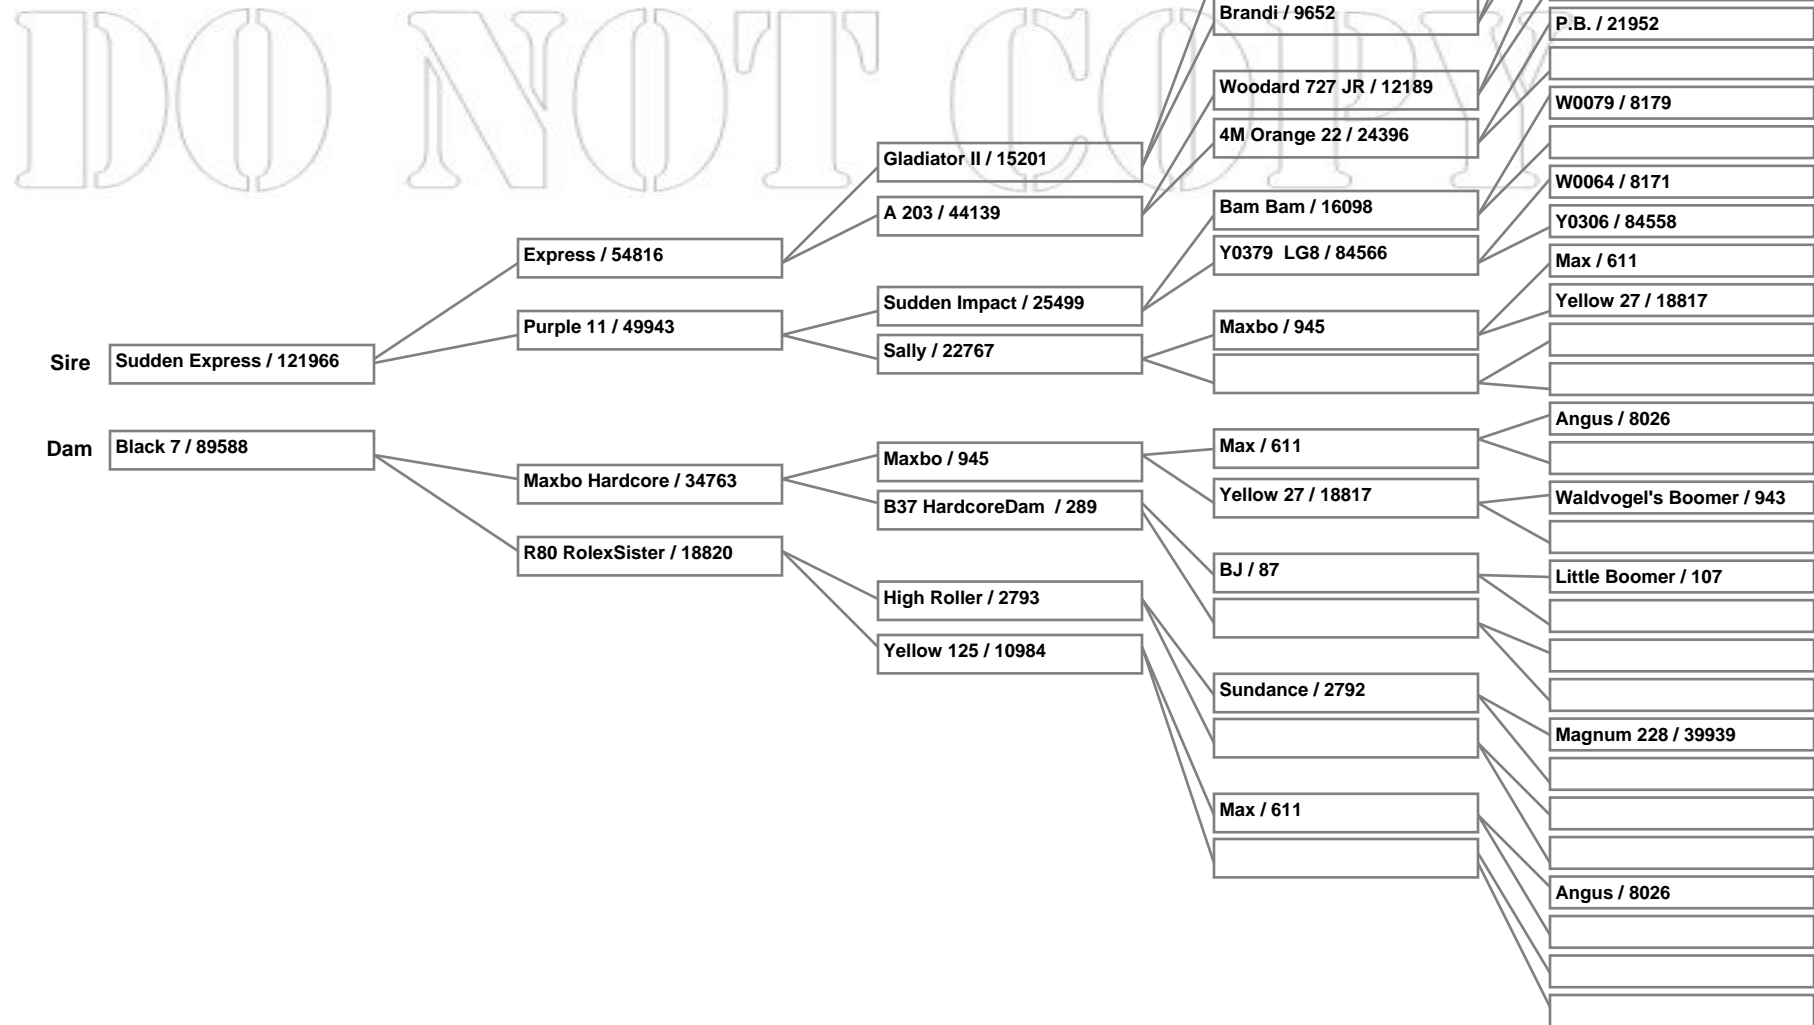 DO NOT COPY
Sire
Sudden Express / 121966
Dam
Black 7 / 89588
Express / 54816
Purple 11 / 49943
Maxbo Hardcore / 34763
R80 RolexSister / 18820
Gladiator II / 15201
A 203 / 44139
Sudden Impact / 25499
Sally / 22767
Maxbo / 945
B37 HardcoreDam  / 289
High Roller / 2793
Yellow 125 / 10984
Brandi / 9652
Woodard 727 JR / 12189
4M Orange 22 / 24396
Bam Bam / 16098
Y0379  LG8 / 84566
Maxbo / 945
Max / 611
Yellow 27 / 18817
BJ / 87
Sundance / 2792
Max / 611
P.B. / 21952
W0079 / 8179
W0064 / 8171
Y0306 / 84558
Max / 611
Yellow 27 / 18817
Angus / 8026
Waldvogel's Boomer / 943
Little Boomer / 107
Magnum 228 / 39939
Angus / 8026